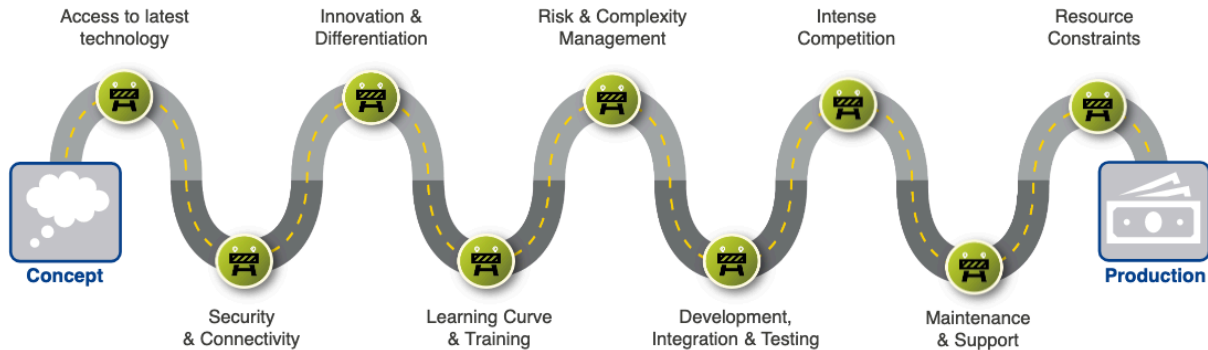 Access to latest
technology
Innovation &
Differentiation
Risk & Complexity
Management
Intense
Competition
Resource
Constraints
Concept
Production
Security
& Connectivity
Learning Curve
& Training
Development,
Integration & Testing
Maintenance
& Support